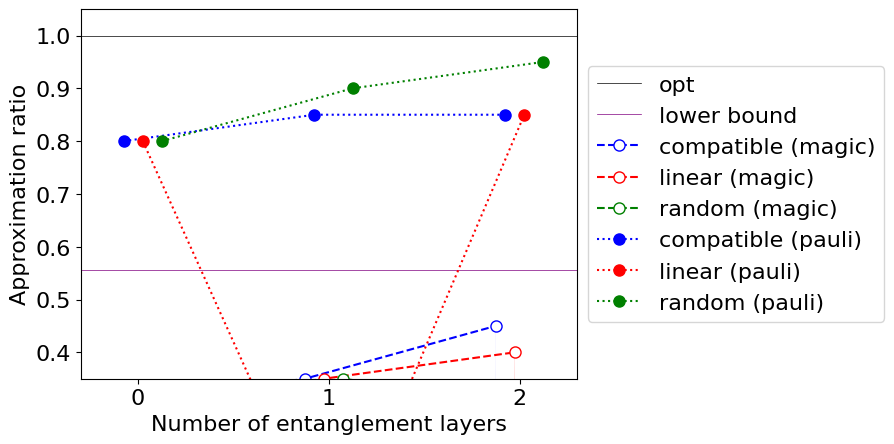 1.0
0.9
0.8
0.7
0.6
0.5
0.4
Approximation ratio
0
1
2
Number of entanglement layers
opt
lower bound
compatible (magic)
linear (magic)
random (magic)
compatible (pauli)
linear (pauli)
random (pauli)